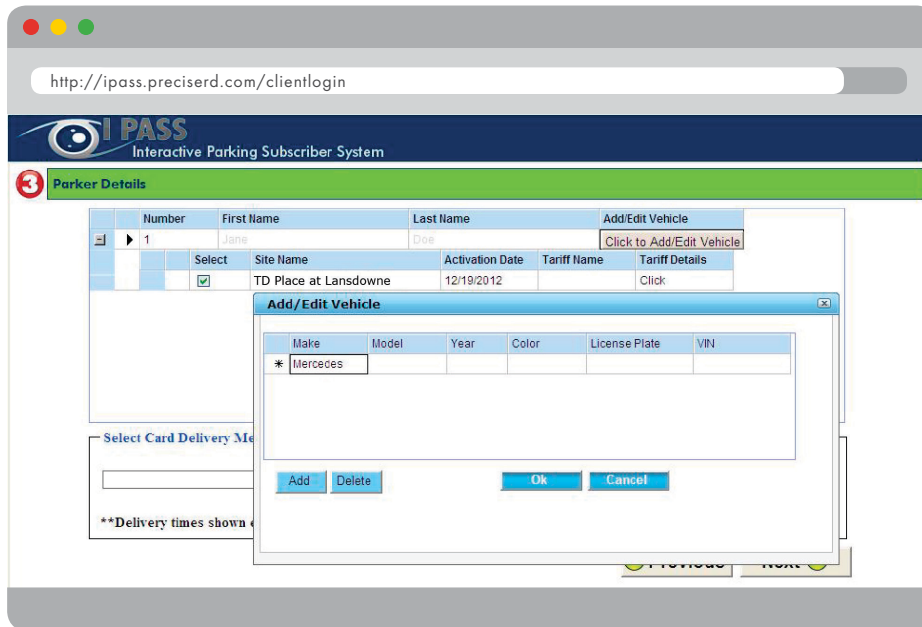 http://ipass.preciserd.com/clientlogin
I PASS
Interactive Parking Subscriber System
3 Parker Details
Number First Name Last Name Add/Edit Vehicle
1 Jane Doe Click to Add/Edit Vehicle
Select Site Name Activation Date Tariff Name Tariff Details
TD Place at Lansdowne 12/19/2012 Click
Add/Edit Vehicle
Make Model Year Color License Plate VIN
Mercedes
Select Card Delivery Me
Add Delete Ok Cancel
**Delivery times shown
Previous Next